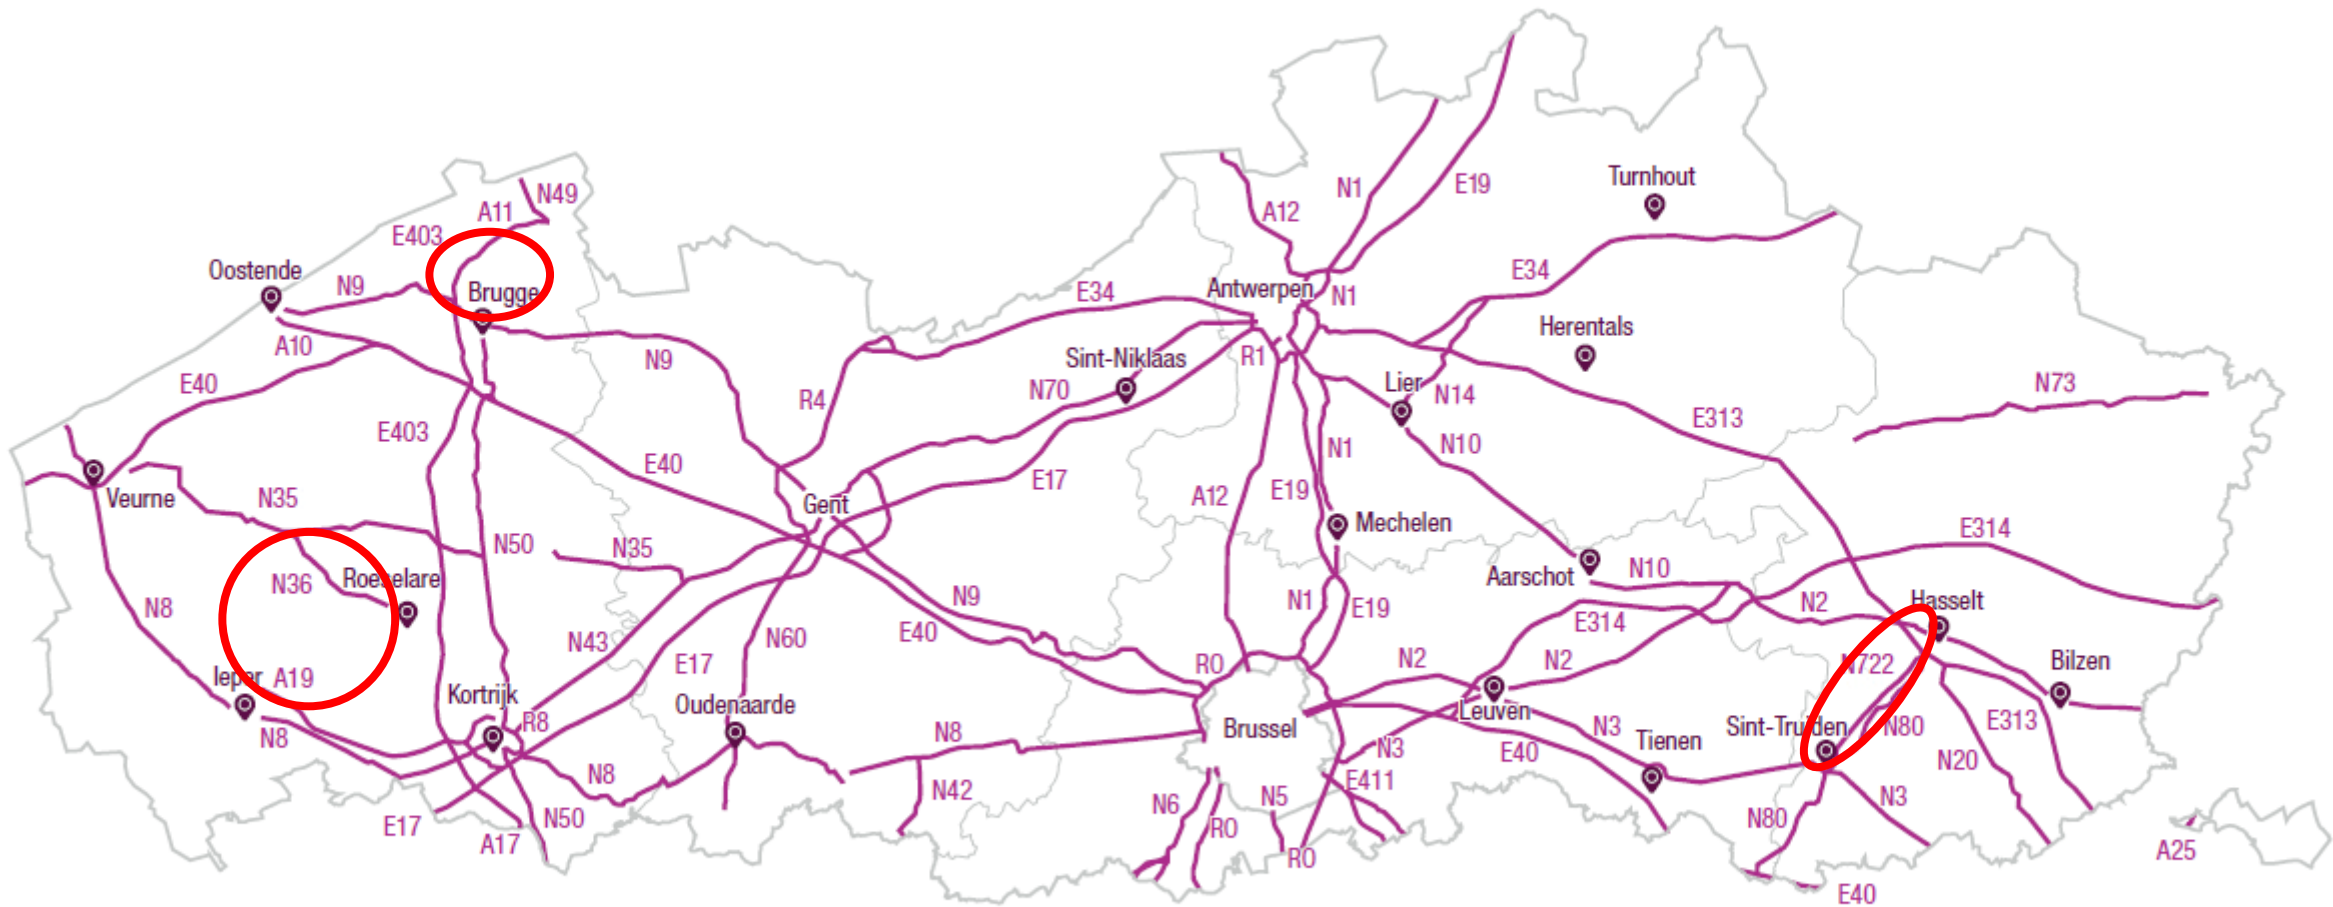 N49
A11
E403
Oostende
N9
Brugge
A10
E40
N9
E403
E40
Veurne
N35
N50
N35
N36
Roeselare
N8
Ieper
A19
N8
Kortrijk
R8
N43
E17
N60
Oudenaarde
N8
N8
N42
E17
A17
N50
R4
Gent
N9
E40
E34
Sint-Niklaas
N70
E17
Antwerpen
A12
N1
E19
N1
R1
Turnhout
E34
Herentals
Lier
N14
N10
E313
N73
N1
A12
E19
Mechelen
N1
E19
Aarschot
N10
E314
N2
E314
R0
N2
N2
Brussel
Leuven
N3
N3
E40
E411
N6
R0
N5
R0
Tienen
Hasselt
N722
Bilzen
Sint-Truiden
N80
E313
N20
N3
N80
E40
A25